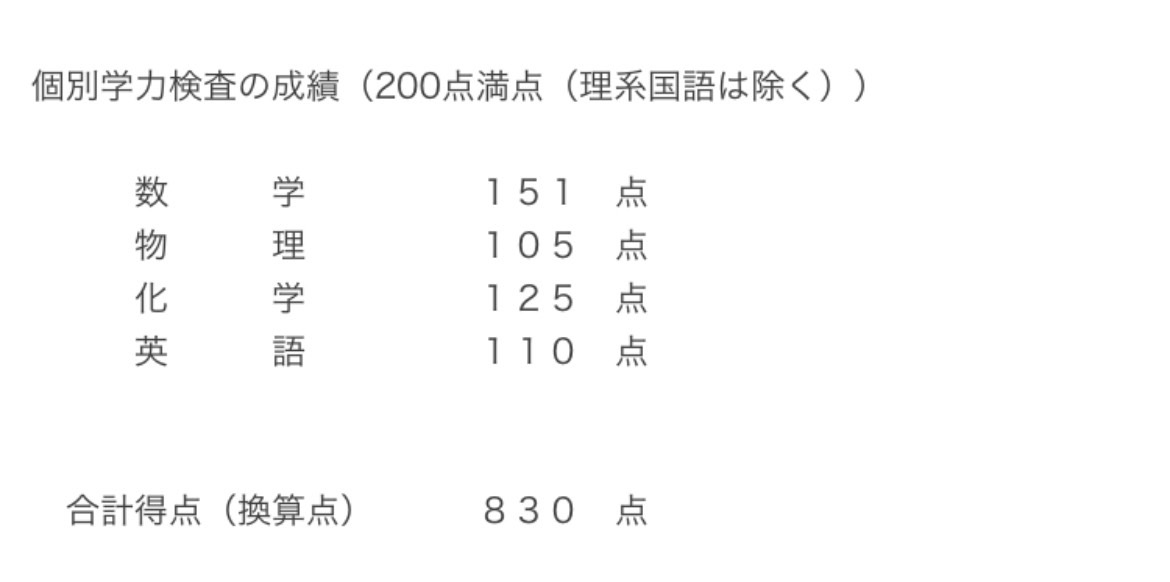 個別学力検査の成績（200点満点（理系国語は除く））
数　　　学　　　　　１５１　点
物　　　理　　　　　１０５　点
化　　　学　　　　　１２５　点
英　　　語　　　　　１１０　点
合計得点（換算点）　　　　８３０　点